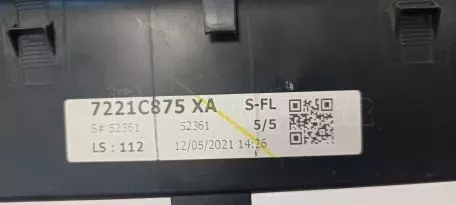 7221C875 XA S-FL
S# 52361 52361 5/5
LS : 112 12/05/2021 14:26